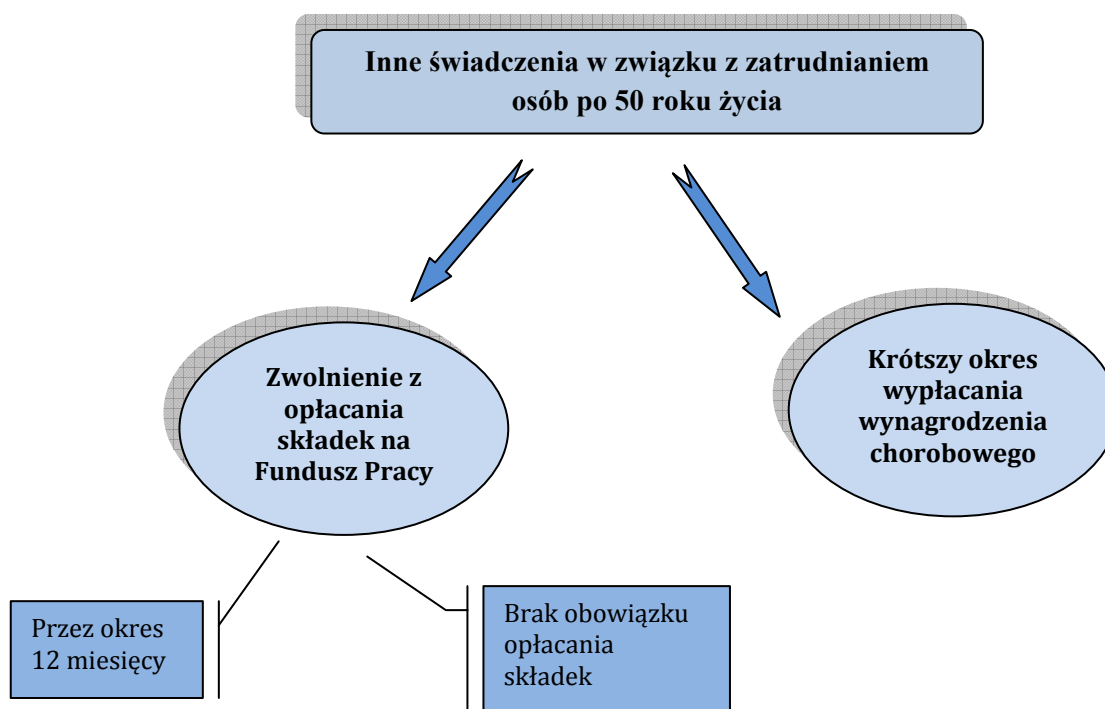 Inne świadczenia w związku z zatrudnianiem
osób po 50 roku życia
Zwolnienie z
opłacania
składek na
Fundusz Pracy
Krótszy okres
wypłacania
wynagrodzenia
chorobowego
Przez okres
12 miesięcy
Brak obowiązku
opłacania
składek